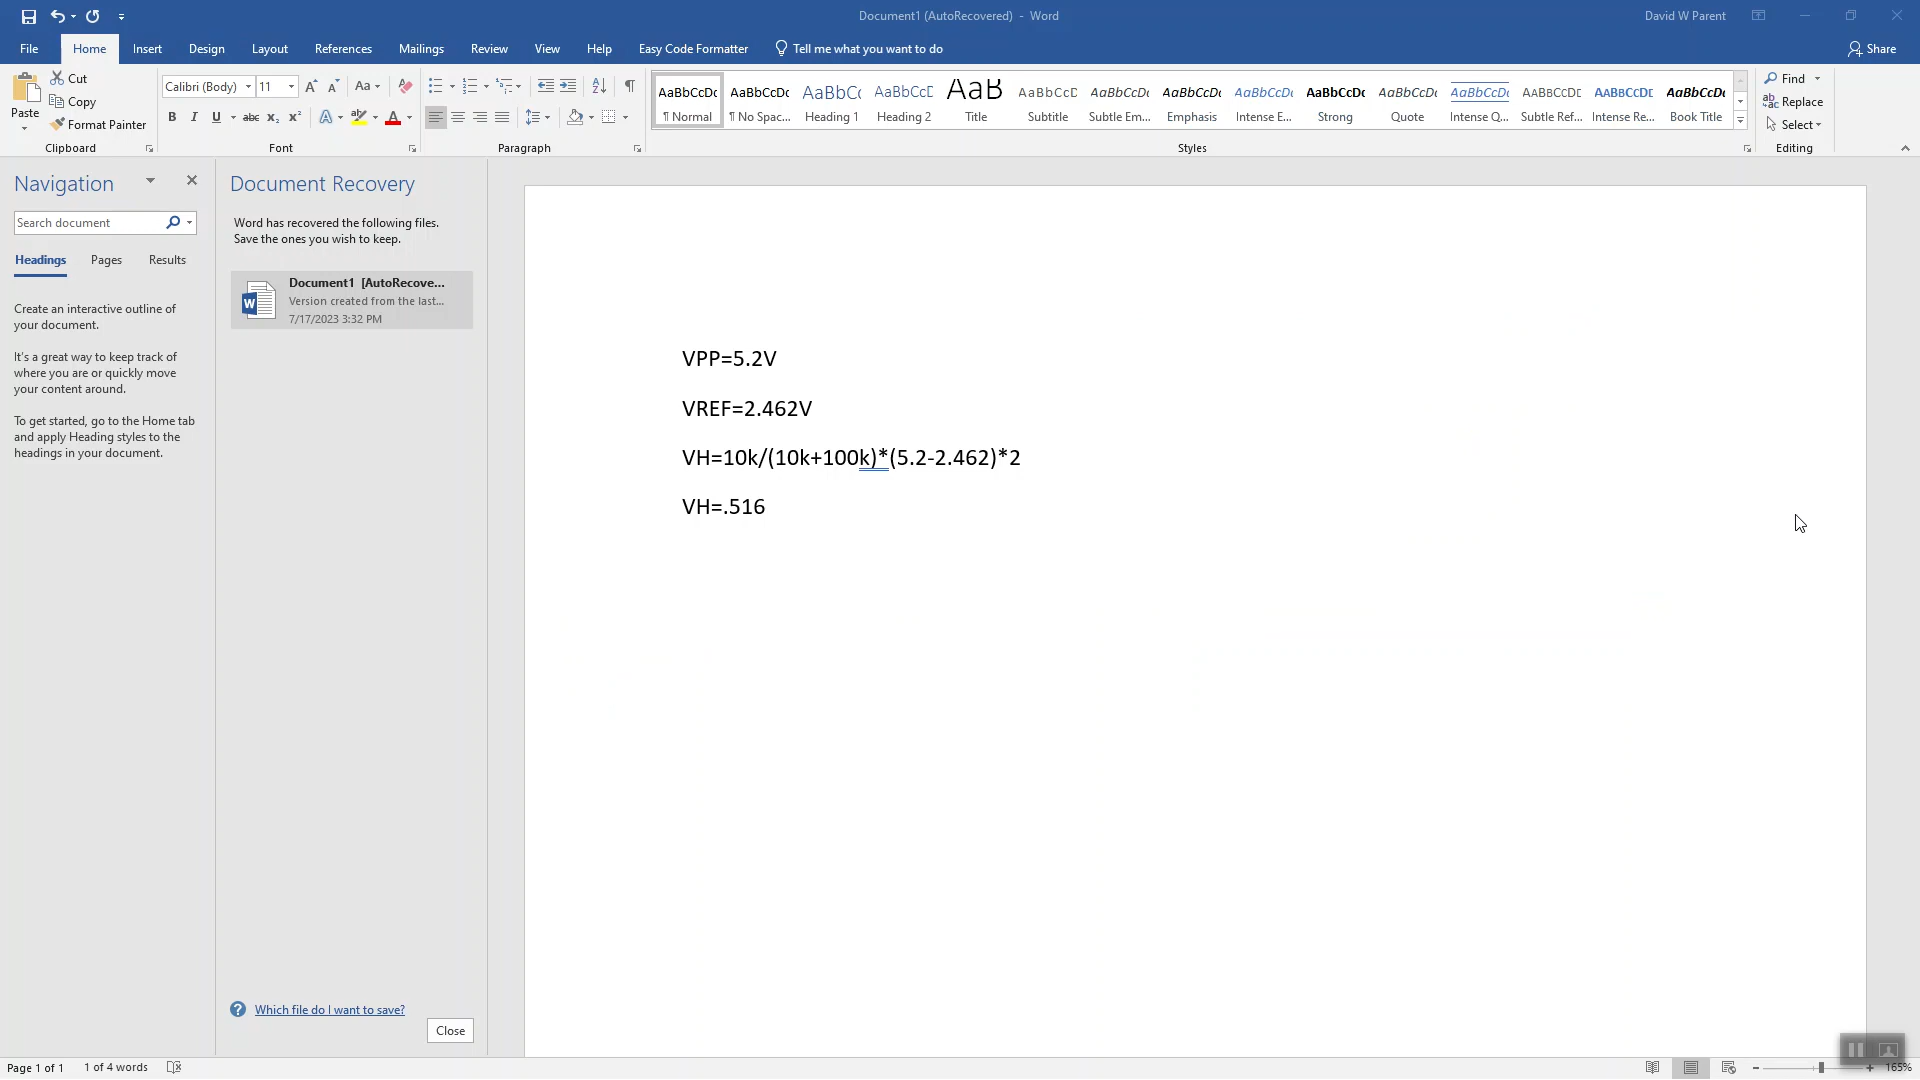 Document1 (AutoRecovered) - Word
David W Parent
File Home Insert Design Layout References Mailings Review View Help Easy Code Formatter Tell me what you want to do Share
Paste
Cut
Copy
Format Painter
Clipboard
Calibri (Body) 11
Aa
B I U abc X2 X2 A A
Font
Paragraph
AaBbCcDc AaBbCcDc AaBbCc AaBbCcD AaB AaBbCcD AaBbCcDc AaBbCcDc AaBbCcDc AaBbCcDc AaBbCcDc AaBbCcDc AABBCCDD AABBCCDD AaBbCcDc
¶ Normal ¶ No Spac... Heading 1 Heading 2 Title Subtitle Subtle Em... Emphasis Intense E... Strong Quote Intense Q... Subtle Ref... Intense Re... Book Title
Styles
Find
Replace
Select
Editing
Navigation
Search document
Headings Pages Results
Create an interactive outline of
your document.
It's a great way to keep track of
where you are or quickly move
your content around.
To get started, go to the Home tab
and apply Heading styles to the
headings in your document.
Document Recovery
Word has recovered the following files.
Save the ones you wish to keep.
Document1 [AutoRecove...
Version created from the last...
7/17/2023 3:32 PM
Which file do I want to save?
Close
VPP=5.2V
VREF=2.462V
VH=10k/(10k+100k)*(5.2-2.462)*2
VH=.516
Page 1 of 1 1 of 4 words
165%